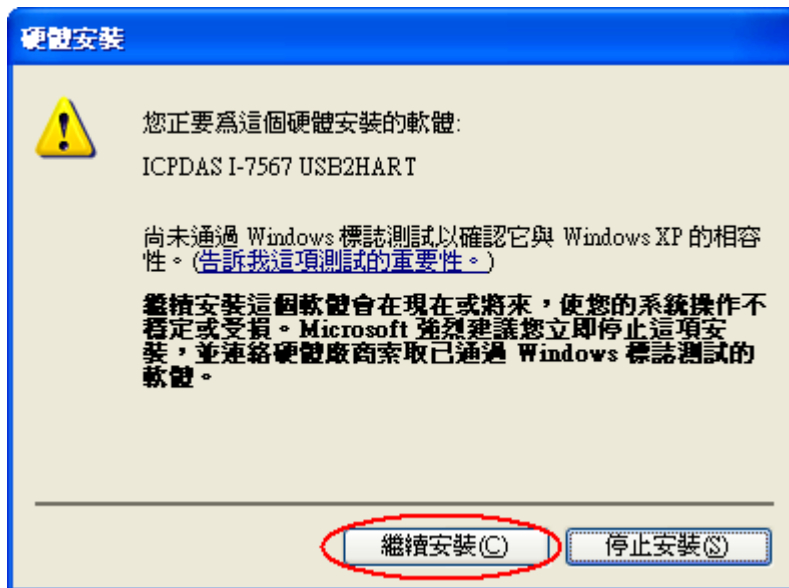 硬體安裝
您正要為這個硬體安裝的軟體:
ICPDAS I-7567 USB2HART
尚未通過 Windows 標誌測試以確認它與 Windows XP 的相容
性。(告訴我這項測試的重要性。)
繼續安裝這個軟體會在現在或將來，使您的系統操作不
穩定或受損。Microsoft 強烈建議您立即停止這項安
裝，並連絡硬體廠商索取已通過 Windows 標誌測試的
軟體。
繼續安裝(C)
停止安裝(S)